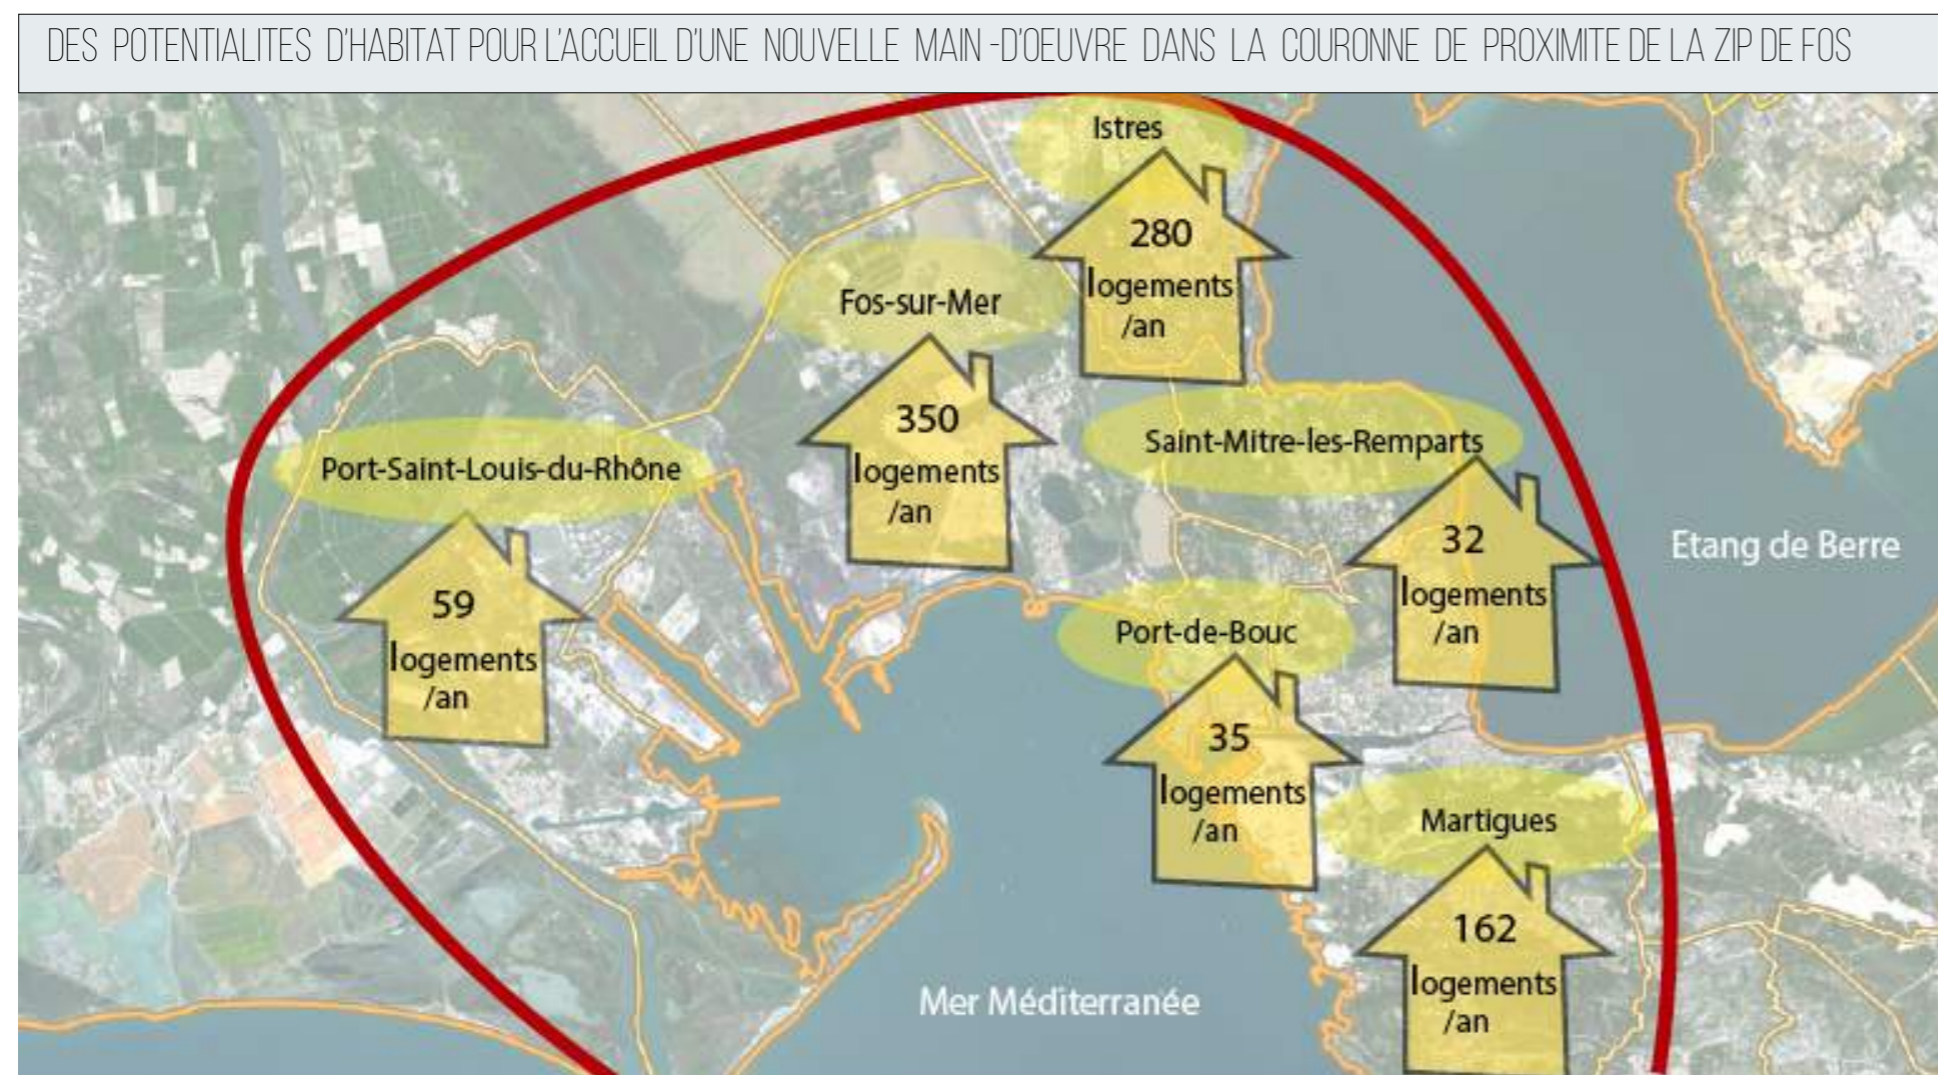 DES POTENTIALITES D'HABITAT POUR L'ACCUEIL D'UNE NOUVELLE MAIN -D'OEUVRE DANS LA COURONNE DE PROXIMITE DE LA ZIP DE FOS
Istres
280
logements
/an
Fos-sur-Mer
350
logements
/an
Saint-Mitre-les-Remparts
32
logements
/an
Port-Saint-Louis-du-Rhône
59
logements
/an
Etang de Berre
Port-de-Bouc
35
logements
/an
Martigues
162
logements
/an
Mer Méditerranée